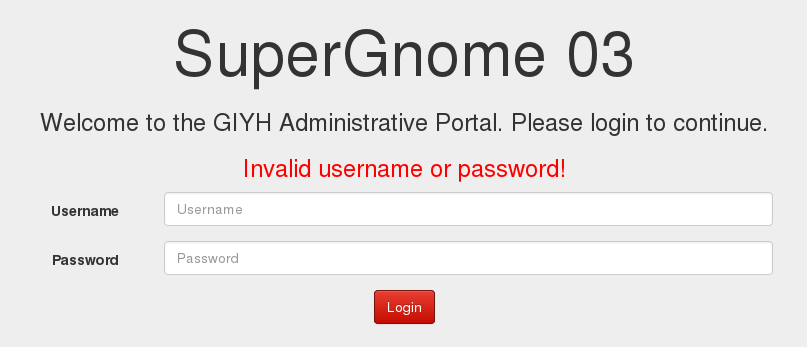 SuperGnome 03
Welcome to the GIYH Administrative Portal. Please login to continue.
Invalid username or password!
Username
Username
Password
Password
Login